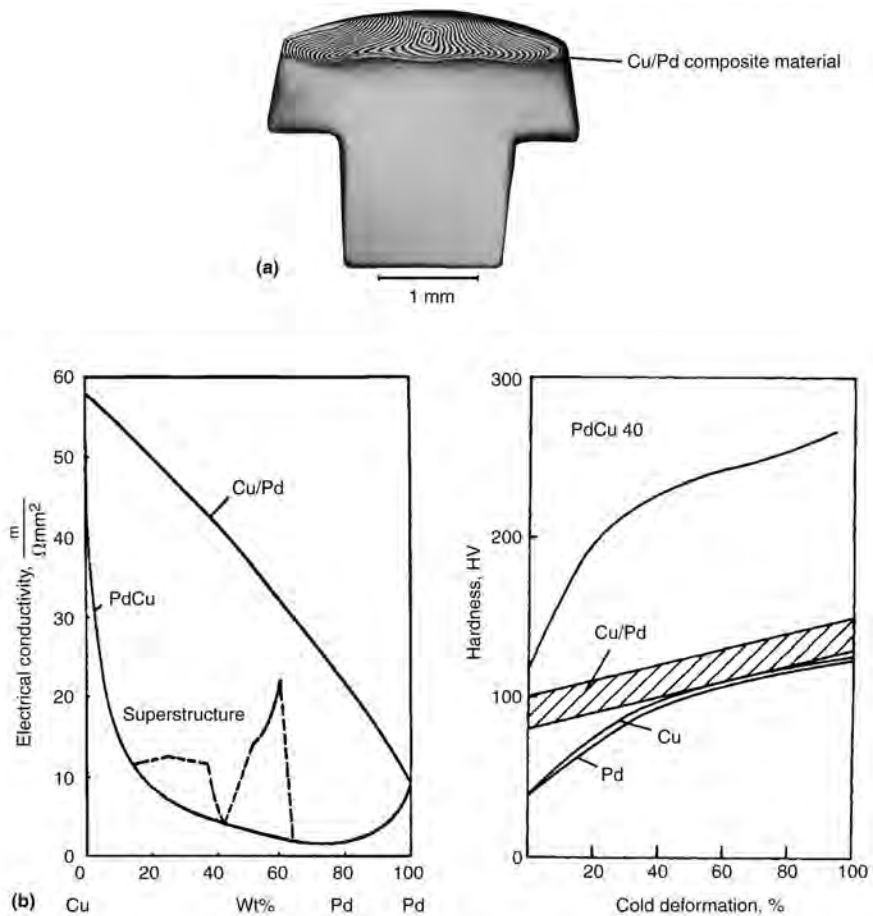 Cu/Pd composite material
(a)
1 mm
60
50
40
30
20
10
0
Electrical conductivity, m/Ωmm²
Cu/Pd
PdCu
Superstructure
0 20 40 60 80 100
(b) Cu Wt% Pd Pd
300
200
100
0
Hardness, HV
PdCu 40
Cu/Pd
Cu
Pd
20 40 60 80 100
Cold deformation, %